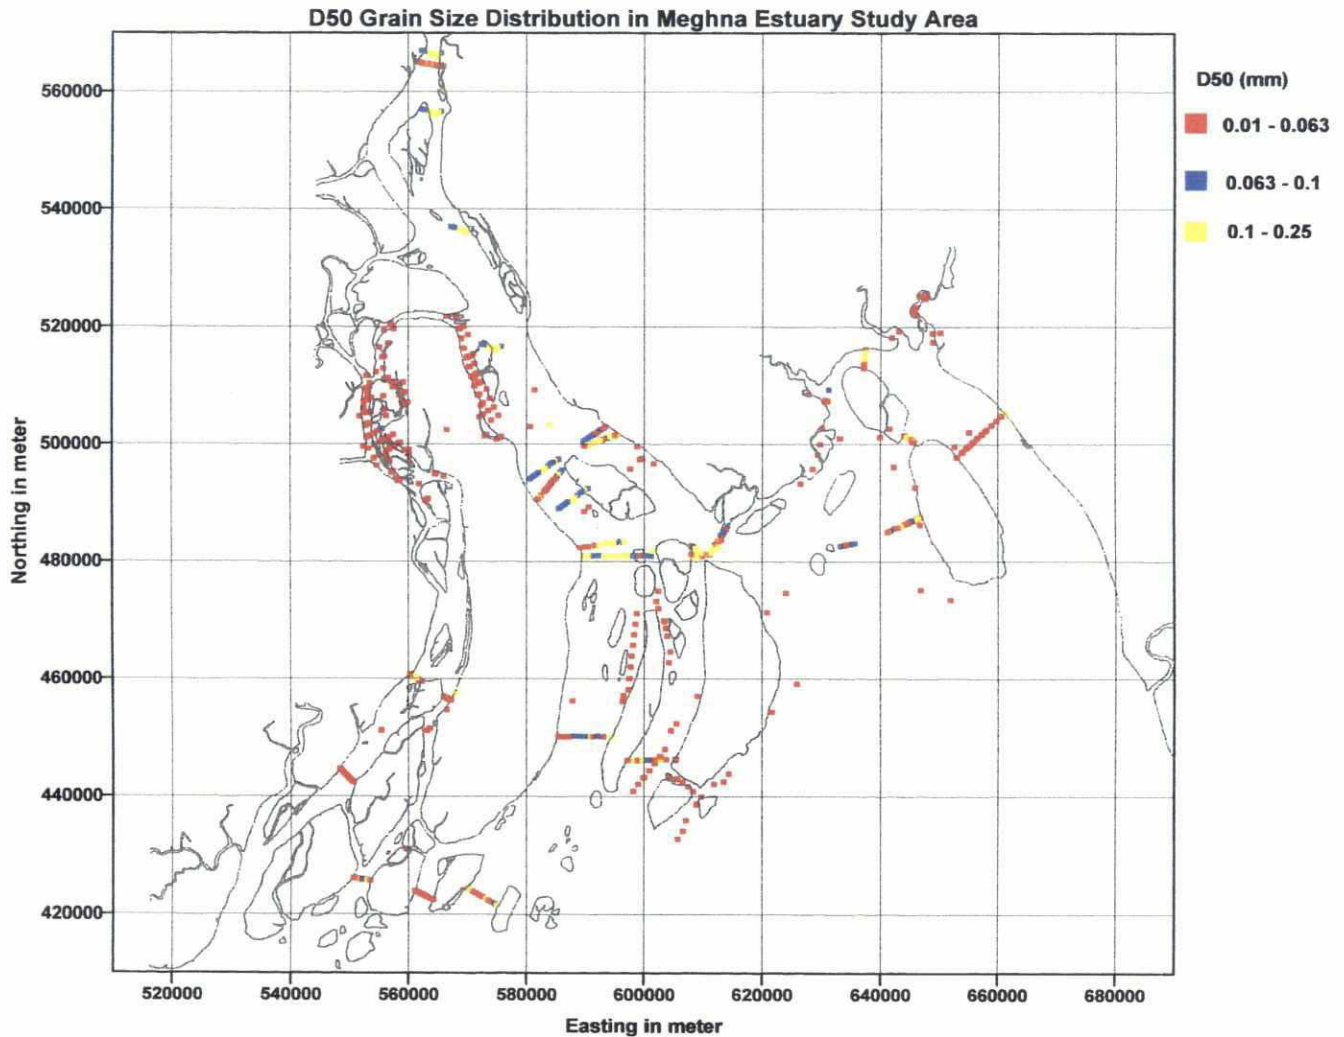 D50 Grain Size Distribution in Meghna Estuary Study Area
D50 (mm)
0.01 - 0.063
0.063 - 0.1
0.1 - 0.25
Northing in meter
560000
540000
520000
500000
480000
460000
440000
420000
520000 540000 560000 580000 600000 620000 640000 660000 680000
Easting in meter